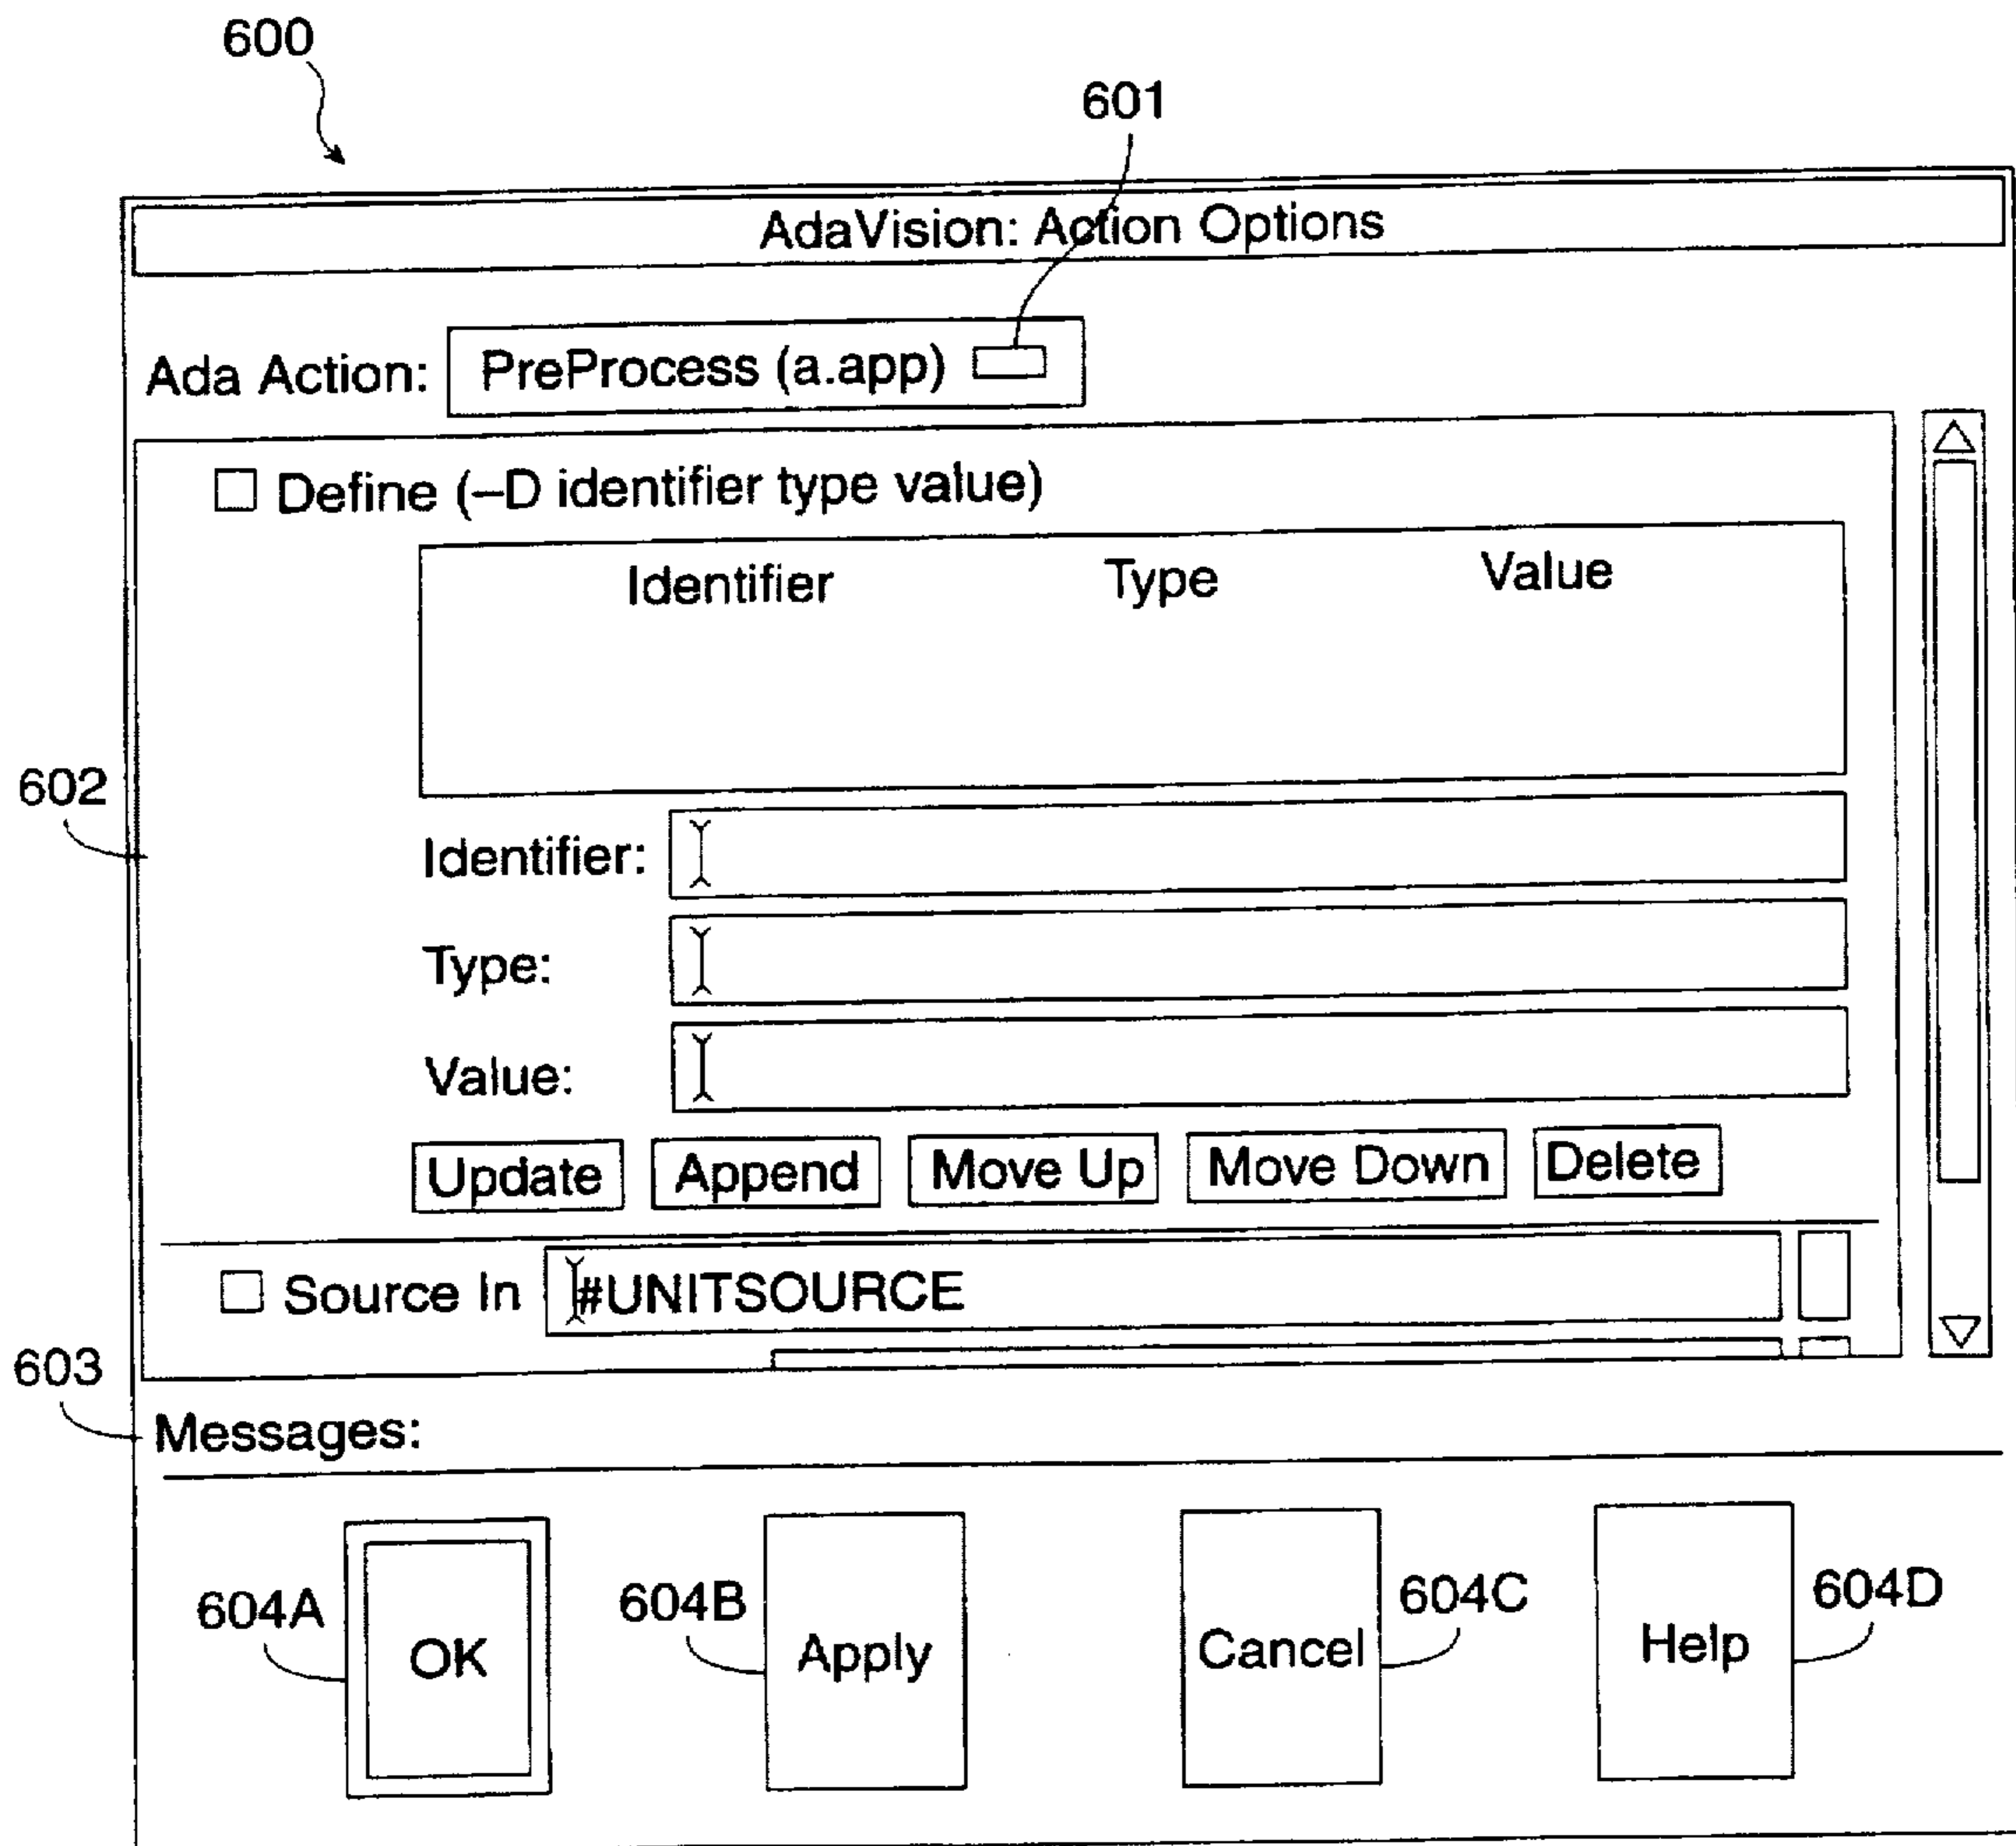 600
601
AdaVision: Action Options
Ada Action: PreProcess (a.app)
Define (–D identifier type value)
Identifier Type Value
602
Identifier:
Type:
Value:
Update Append Move Up Move Down Delete
Source In #UNITSOURCE
603
Messages:
604A OK 604B Apply Cancel 604C Help 604D